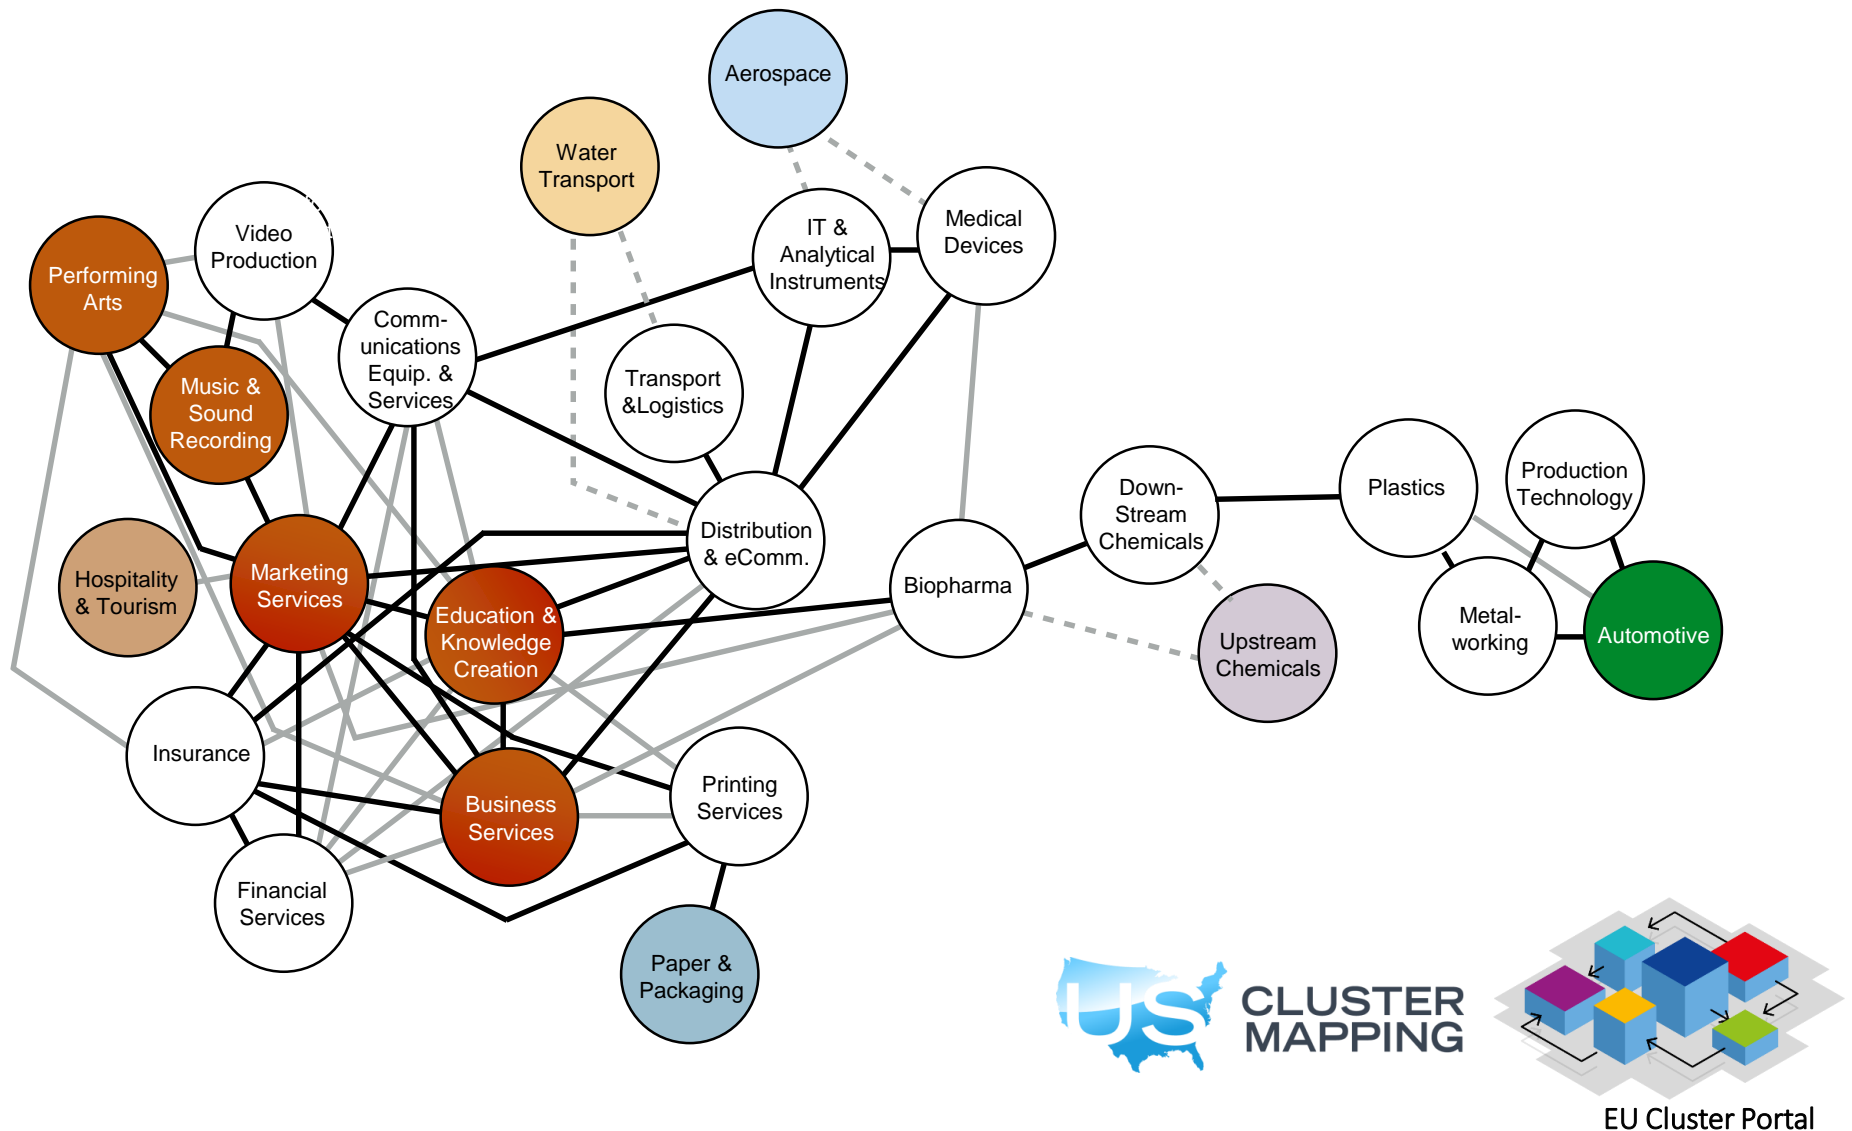 Aerospace
Water
Transport
Video
Production
IT &
Analytical
Instruments
Medical
Devices
Performing
Arts
Comm-
unications
Equip. &
Services
Music &
Sound
Recording
Transport
&Logistics
Distribution
& eComm.
Down-
Stream
Chemicals
Plastics
Production
Technology
Hospitality
& Tourism
Marketing
Services
Education &
Knowledge
Creation
Biopharma
Upstream
Chemicals
Metal-
working
Automotive
Insurance
Business
Services
Printing
Services
Financial
Services
Paper &
Packaging
US
CLUSTER
MAPPING
EU Cluster Portal